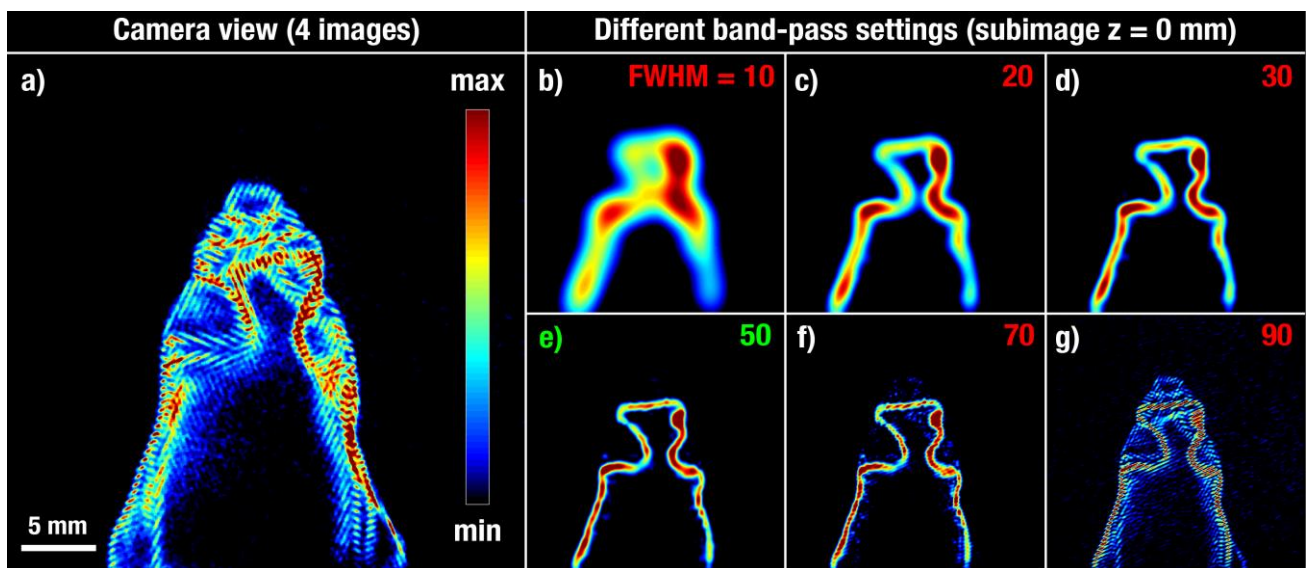 Camera view (4 images)
Different band-pass settings (subimage z = 0 mm)
a)
max
min
5 mm
b)
FWHM = 10
c)
20
d)
30
e)
50
f)
70
g)
90